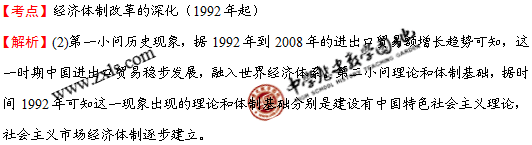 【考点】经济体制改革的深化（1992年起）
【解析】(2)第一小问历史现象，据 1992年到 2008年的进出口贸易额增长趋势可知，这
一时期中国进出口贸易稳步发展，融入世界经济体系；第二小问理论和体制基础，据时
间 1992年可知这一现象出现的理论和体制基础分别是建设有中国特色社会主义理论，
社会主义市场经济体制逐步建立。
www.zxls.com